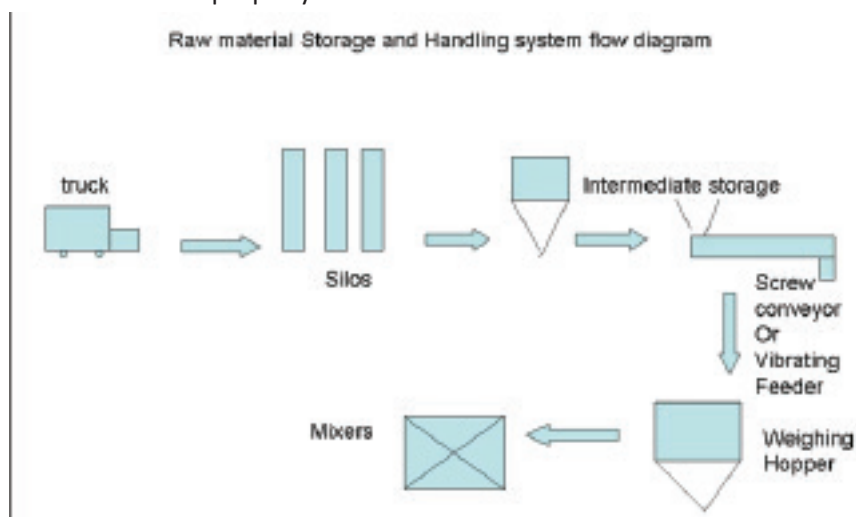 Raw material Storage and Handling system flow diagram
truck
Intermediate storage
Silos
Screw
conveyor
Or
Vibrating
Feeder
Mixers
Weighing
Hopper